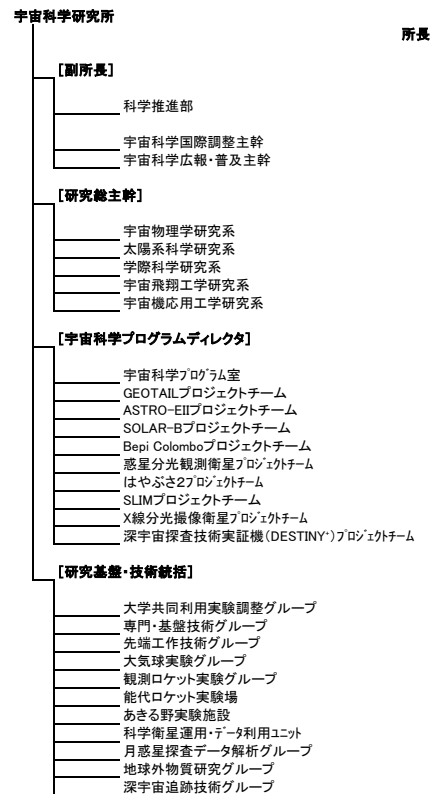 宇宙科学研究所
所長
[副所長]
科学推進部
宇宙科学国際調整主幹
宇宙科学広報・普及主幹
[研究総主幹]
宇宙物理学研究系
太陽系科学研究系
学際科学研究系
宇宙飛翔工学研究系
宇宙機応用工学研究系
[宇宙科学プログラムディレクタ]
宇宙科学ﾌﾟﾛｸﾞﾗﾑ室
GEOTAILプロジェクトチーム
ASTRO-EIIプロジェクトチーム
SOLAR-Bプロジェクトチーム
Bepi Colomboプロジェクトチーム
惑星分光観測衛星ﾌﾟﾛｼﾞｪｸﾄﾁｰﾑ
はやぶさ2ﾌﾟﾛｼﾞｪｸﾄﾁｰﾑ
SLIMプロジェクトチーム
X線分光撮像衛星ﾌﾟﾛｼﾞｪｸﾄﾁｰﾑ
深宇宙探査技術実証機(DESTINY⁺)ﾌﾟﾛｼﾞｪｸﾄﾁｰﾑ
[研究基盤・技術統括]
大学共同利用実験調整グループ
専門・基盤技術グループ
先端工作技術グループ
大気球実験グループ
観測ロケット実験グループ
能代ロケット実験場
あきる野実験施設
科学衛星運用・ﾃﾞｰﾀ利用ﾕﾆｯﾄ
月惑星探査データ解析グループ
地球外物質研究グループ
深宇宙追跡技術グループ